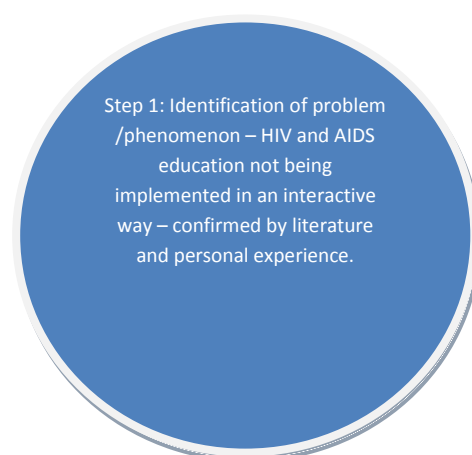 Step 1: Identification of problem
/phenomenon – HIV and AIDS
education not being
implemented in an interactive
way – confirmed by literature
and personal experience.